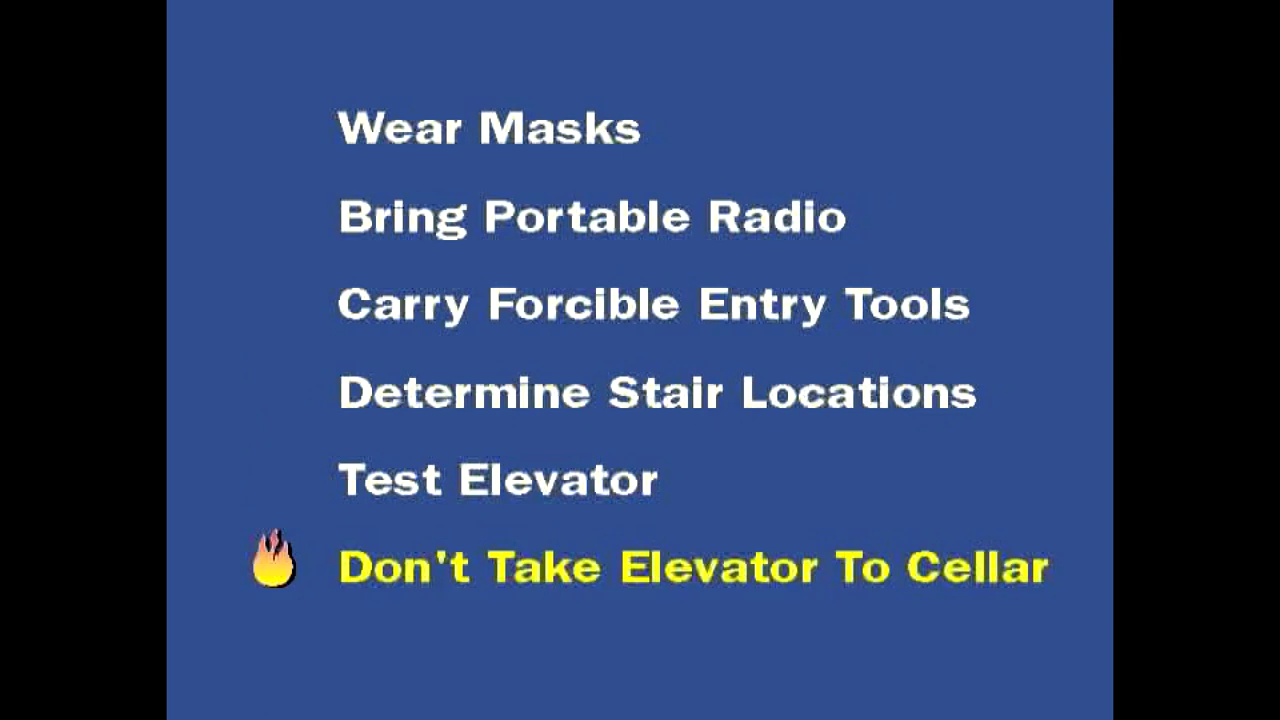 Wear Masks
Bring Portable Radio
Carry Forcible Entry Tools
Determine Stair Locations
Test Elevator
Don't Take Elevator To Cellar